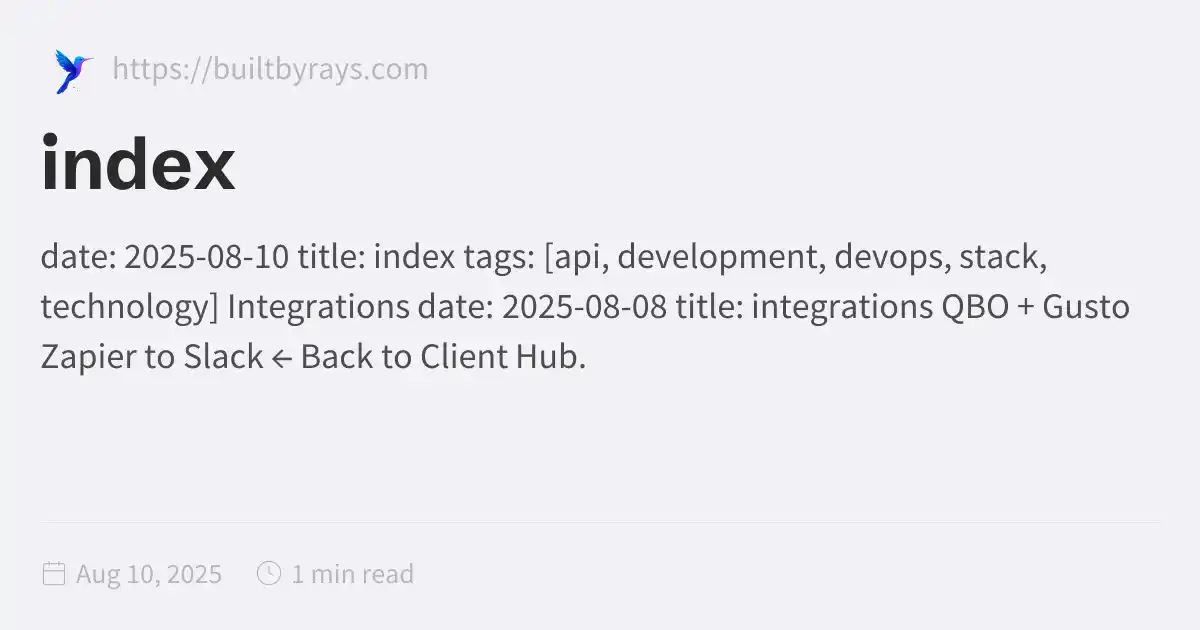 https://builtbyrays.com
index
date: 2025-08-10 title: index tags: [api, development, devops, stack,
technology] Integrations date: 2025-08-08 title: integrations QBO + Gusto
Zapier to Slack ← Back to Client Hub.
Aug 10, 2025 1 min read